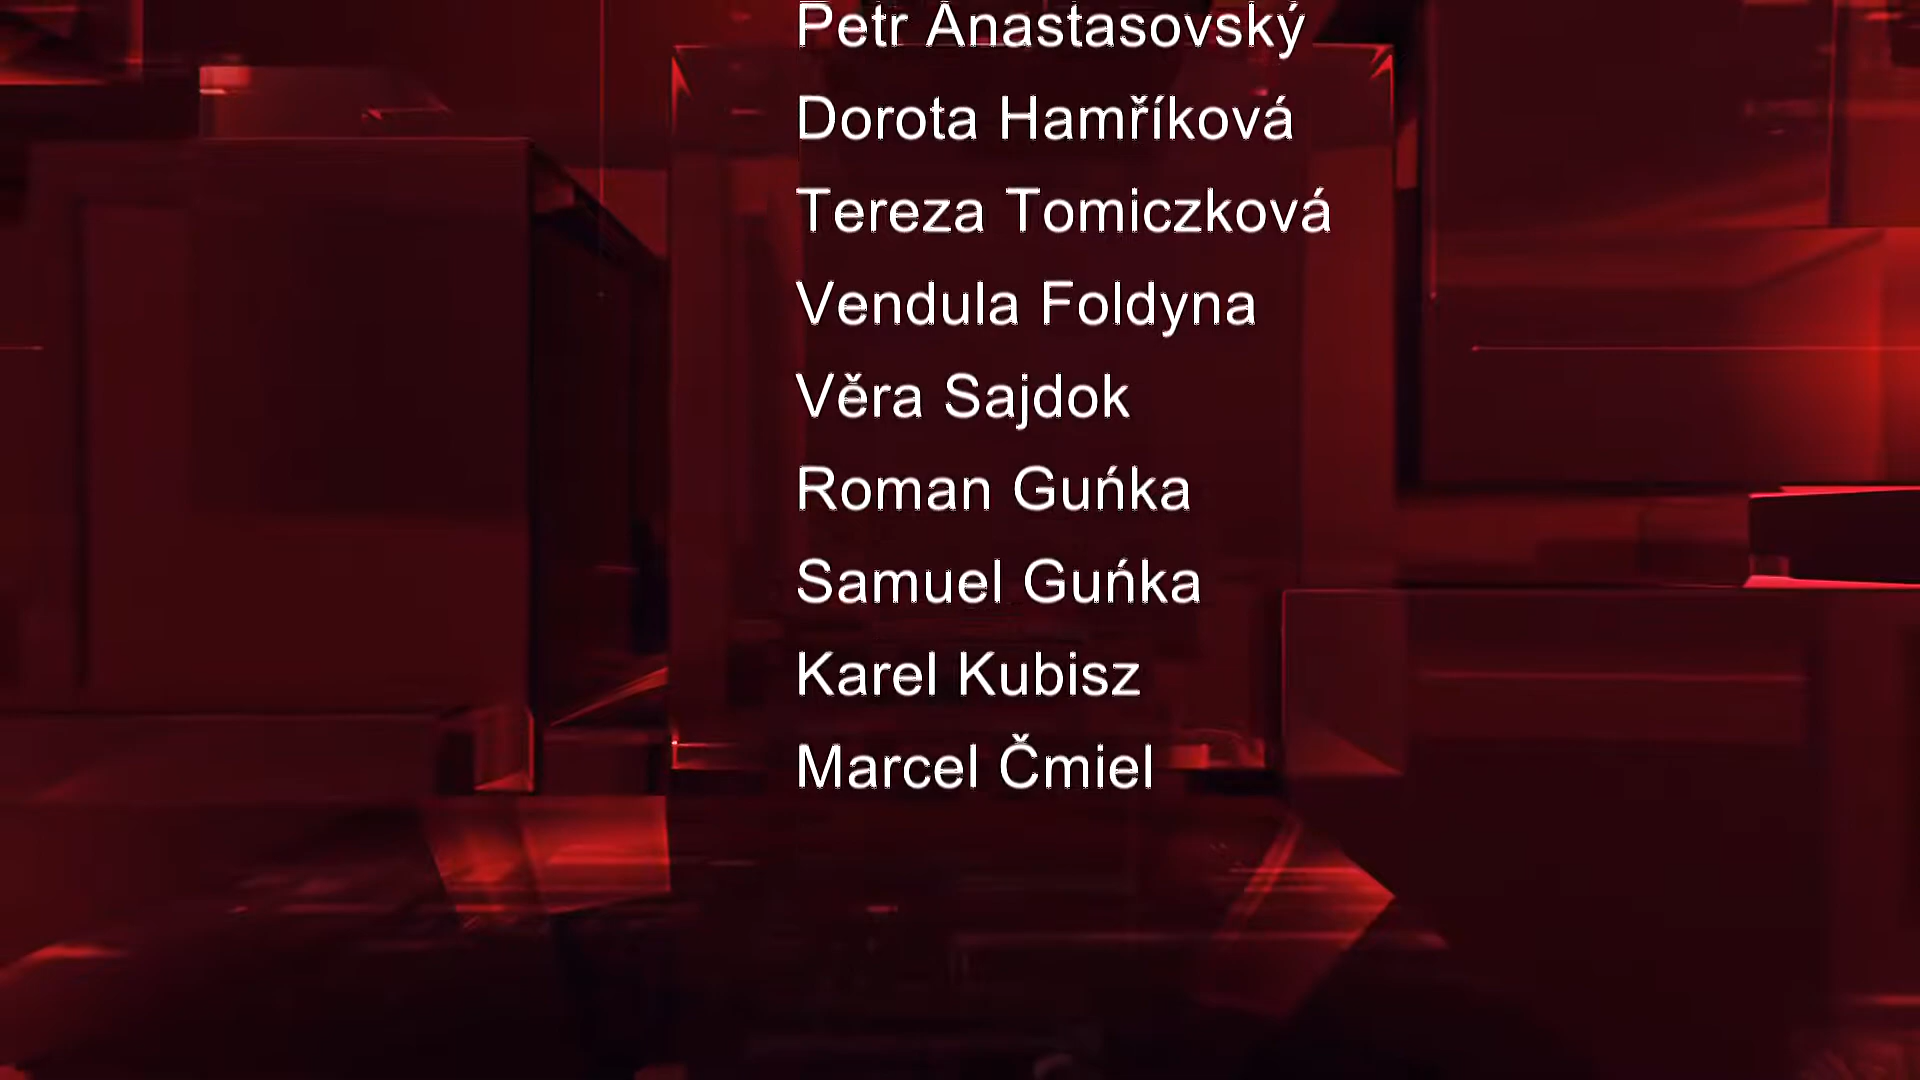 Petr Anastasovský
Dorota Hamříková
Tereza Tomiczková
Vendula Foldyna
Věra Sajdok
Roman Guńka
Samuel Guńka
Karel Kubisz
Marcel Čmiel